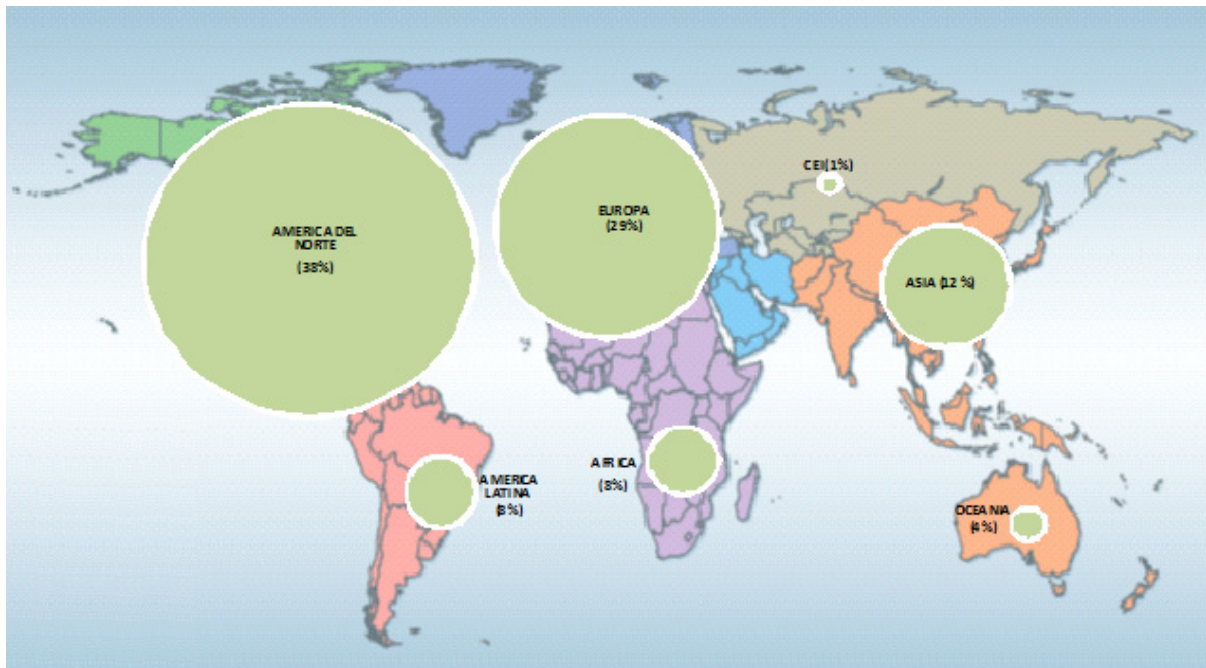 CEI(1%)
AMERICA DEL
NORTE
(38%)
EUROPA
(29%)
ASIA (12 %)
AMERICA
LATINA
(8%)
AFRICA
(8%)
OCEANIA
(4%)